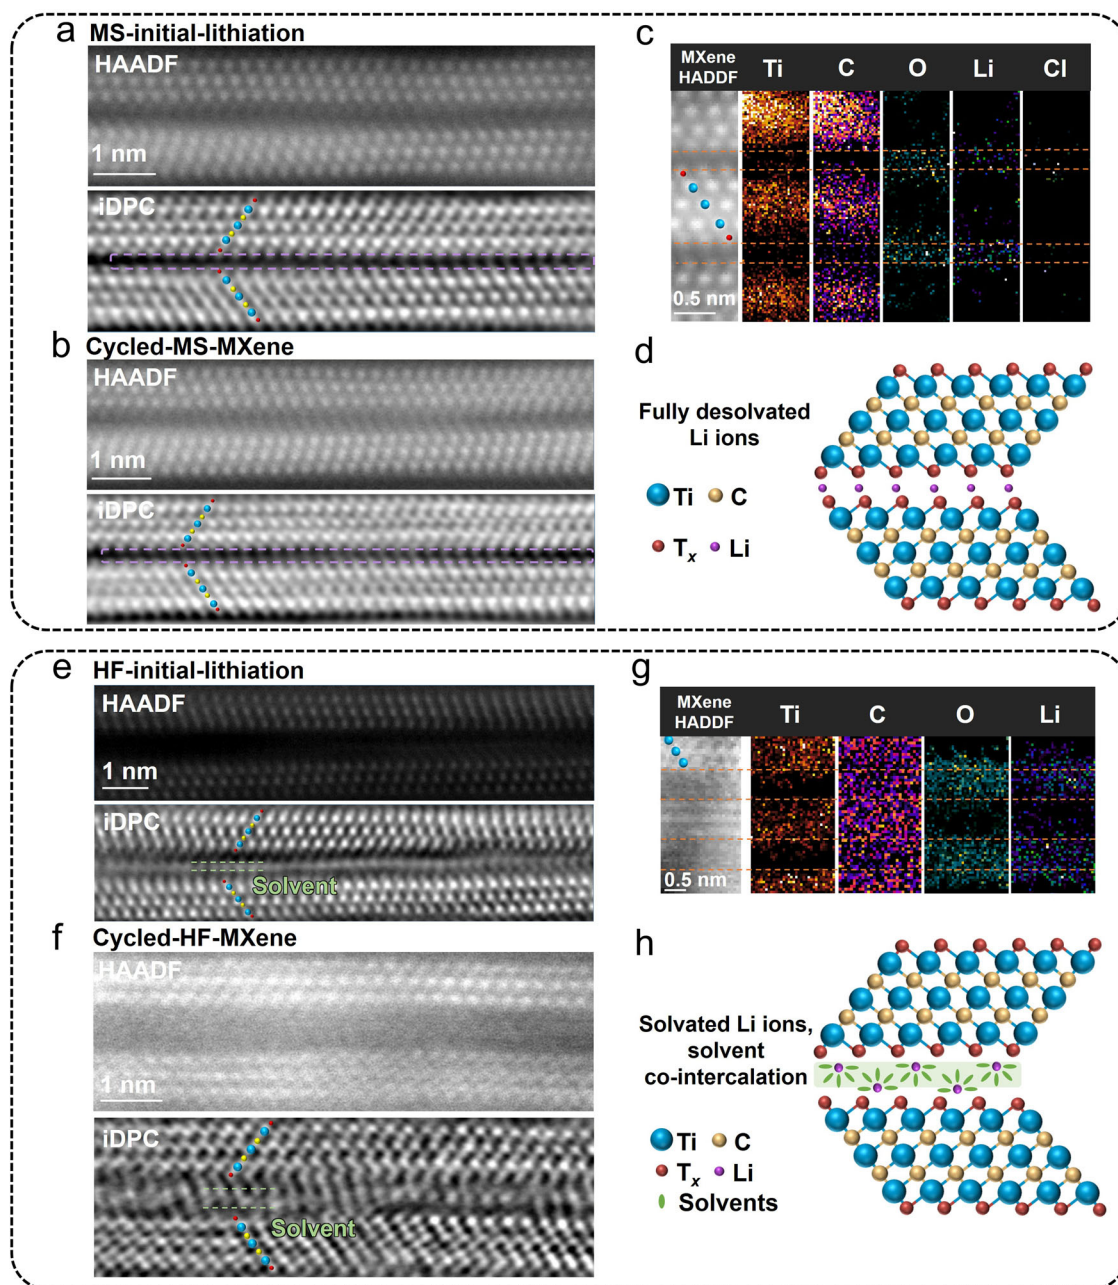 a MS-initial-lithiation
HAADF
1 nm
iDPC
b Cycled-MS-MXene
HAADF
1 nm
iDPC
c
MXene
HADDF
Ti
C
O
Li
Cl
0.5 nm
d
Fully desolvated
Li ions
Ti
C
Tx
Li
e HF-initial-lithiation
HAADF
1 nm
iDPC
Solvent
f Cycled-HF-MXene
HAADF
1 nm
iDPC
Solvent
g
MXene
HADDF
Ti
C
O
Li
0.5 nm
h
Solvated Li ions,
solvent
co-intercalation
Ti
C
Tx
Li
Solvents